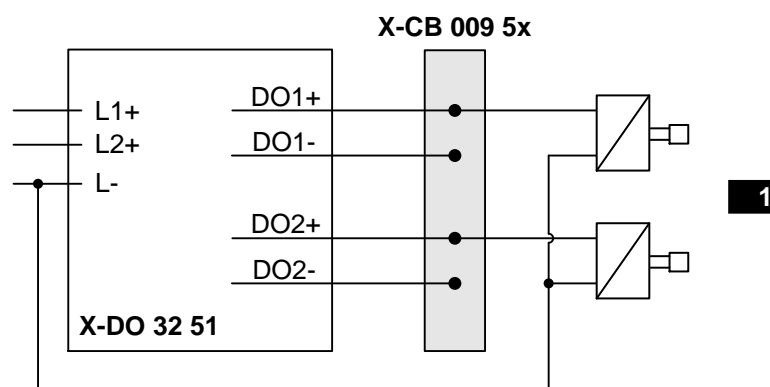 X-CB 009 5x
L1+
L2+
L-
DO1+
DO1-
DO2+
DO2-
X-DO 32 51
1